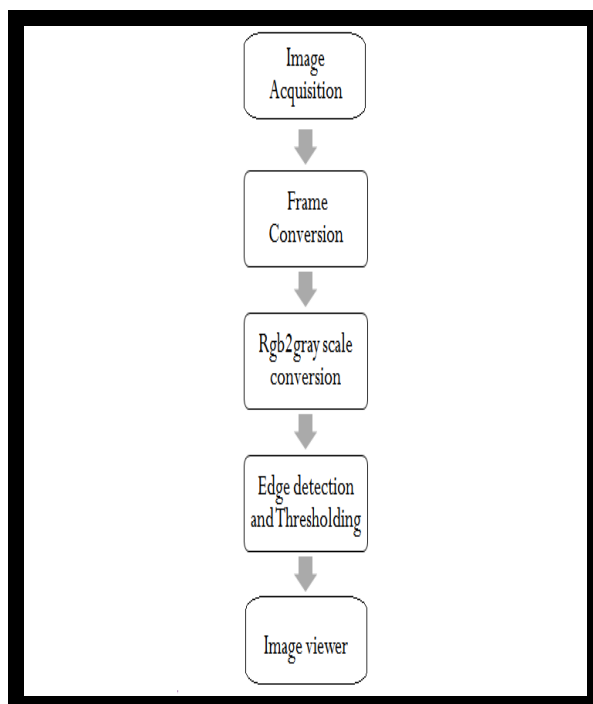 Image
Acquisition
Frame
Conversion
Rgb2gray scale
conversion
Edge detection
and Thresholding
Image viewer